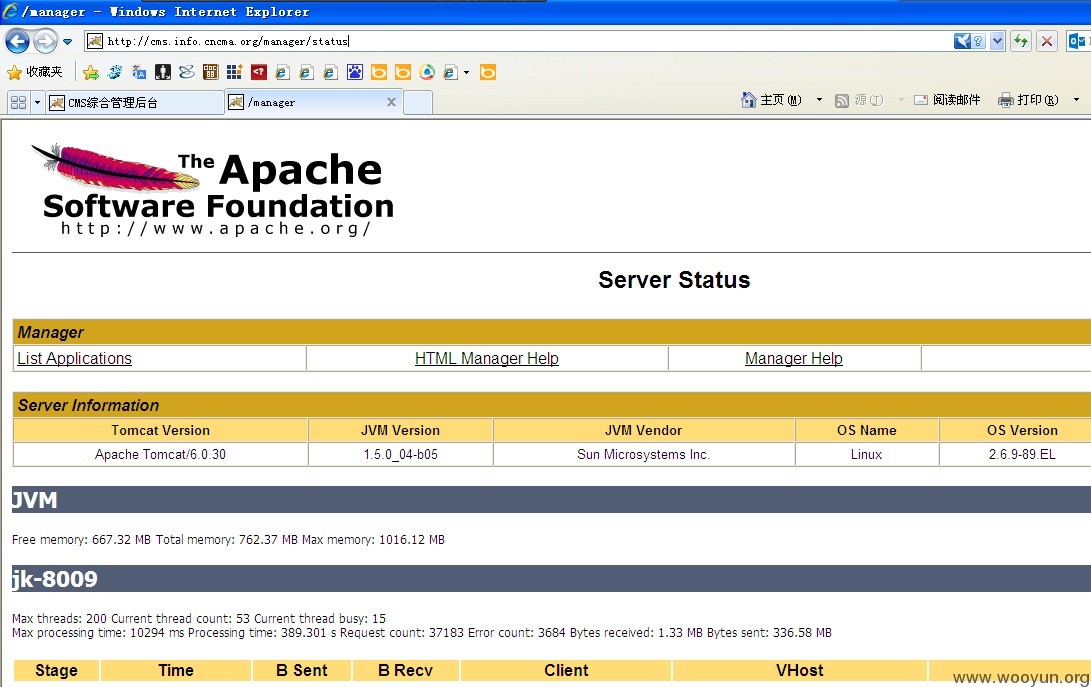 /manager - Windows Internet Explorer
http://cms.info.cncma.org/manager/status
收藏夹
CMS综合管理后台
/manager
主页(M)
源(J)
阅读邮件
打印(R)
The Apache
Software Foundation
http://www.apache.org/
Server Status
Manager
List Applications HTML Manager Help Manager Help
Server Information
Tomcat Version JVM Version JVM Vendor OS Name OS Version
Apache Tomcat/6.0.30 1.5.0_04-b05 Sun Microsystems Inc. Linux 2.6.9-89.EL
JVM
Free memory: 667.32 MB Total memory: 762.37 MB Max memory: 1016.12 MB
jk-8009
Max threads: 200 Current thread count: 53 Current thread busy: 15
Max processing time: 10294 ms Processing time: 389.301 s Request count: 37183 Error count: 3684 Bytes received: 1.33 MB Bytes sent: 336.58 MB
Stage Time B Sent B Recv Client VHost
www.wooyun.org